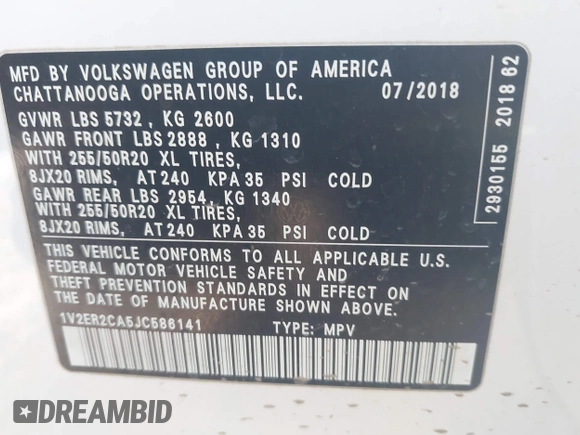 MFD BY VOLKSWAGEN GROUP OF AMERICA
CHATTANOOGA OPERATIONS, LLC. 07/2018
GVWR LBS 5732, KG 2600
GAWR FRONT LBS 2888, KG 1310
WITH 255/50R20 XL TIRES,
8JX20 RIMS, AT 240 KPA 35 PSI COLD
GAWR REAR LBS 2954, KG 1340
WITH 255/50R20 XL TIRES,
8JX20 RIMS, AT 240 KPA 35 PSI COLD
THIS VEHICLE CONFORMS TO ALL APPLICABLE U.S.
FEDERAL MOTOR VEHICLE SAFETY AND
THEFT PREVENTION STANDARDS IN EFFECT
ON THE DATE OF MANUFACTURE SHOWN ABOVE.
1V2ER2CA5JC586141 TYPE: MPV
2930155 2018 62
DREAMBID